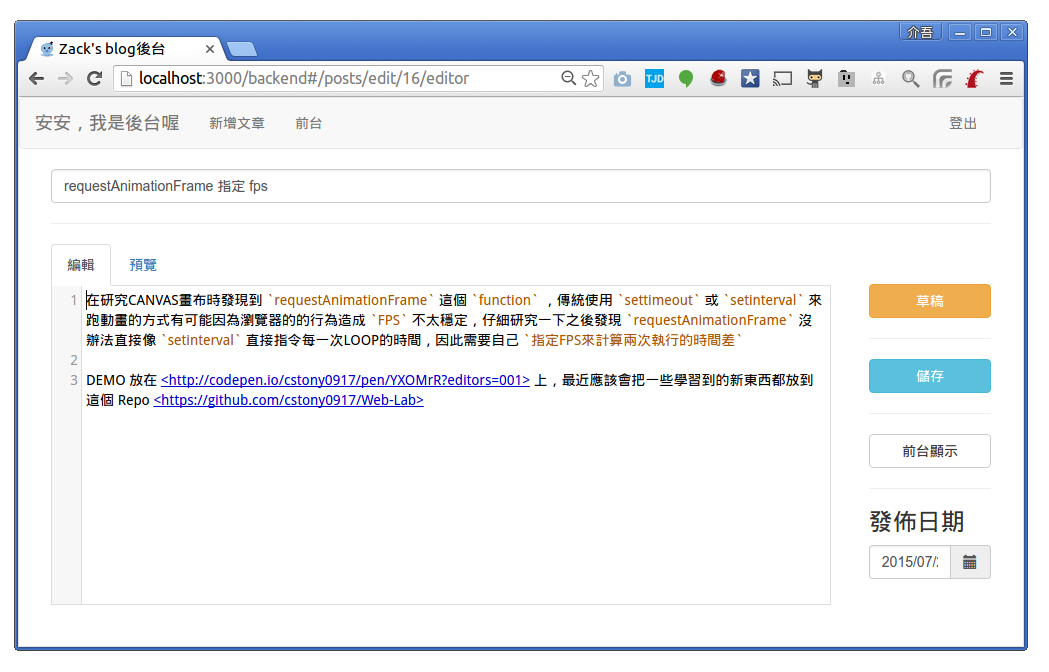 介吾
Zack's blog後台
localhost:3000/backend#/posts/edit/16/editor
TJD
安安，我是後台喔 新增文章 前台 登出
requestAnimationFrame 指定 fps
編輯 預覽
1 在研究CANVAS畫布時發現到 `requestAnimationFrame` 這個 `function` ，傳統使用 `settimeout` 或 `setinterval` 來
跑動畫的方式有可能因為瀏覽器的的行為造成 `FPS` 不太穩定，仔細研究一下之後發現 `requestAnimationFrame` 沒
辦法直接像 `setinterval` 直接指令每一次LOOP的時間，因此需要自己 `指定FPS來計算兩次執行的時間差`
2
3 DEMO 放在 <http://codepen.io/cstony0917/pen/YXOMrR?editors=001> 上，最近應該會把一些學習到的新東西都放到
這個 Repo <https://github.com/cstony0917/Web-Lab>
草稿
儲存
前台顯示
發佈日期
2015/07/